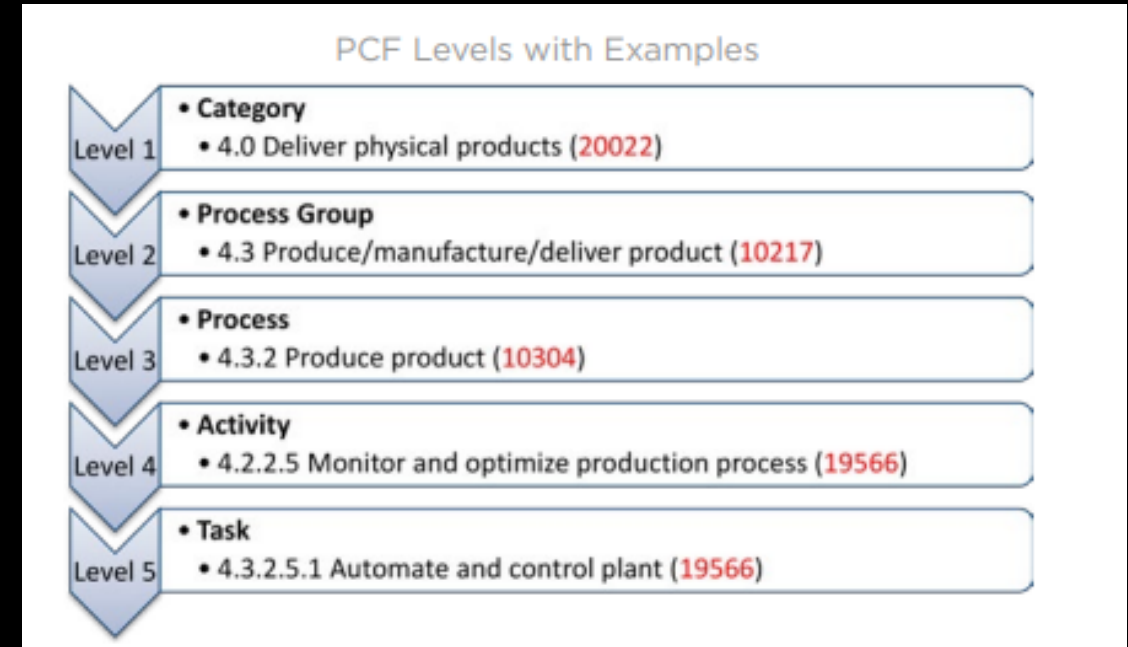 PCF Levels with Examples
Level 1
• Category
• 4.0 Deliver physical products (20022)
Level 2
• Process Group
• 4.3 Produce/manufacture/deliver product (10217)
Level 3
• Process
• 4.3.2 Produce product (10304)
Level 4
• Activity
• 4.2.2.5 Monitor and optimize production process (19566)
Level 5
• Task
• 4.3.2.5.1 Automate and control plant (19566)